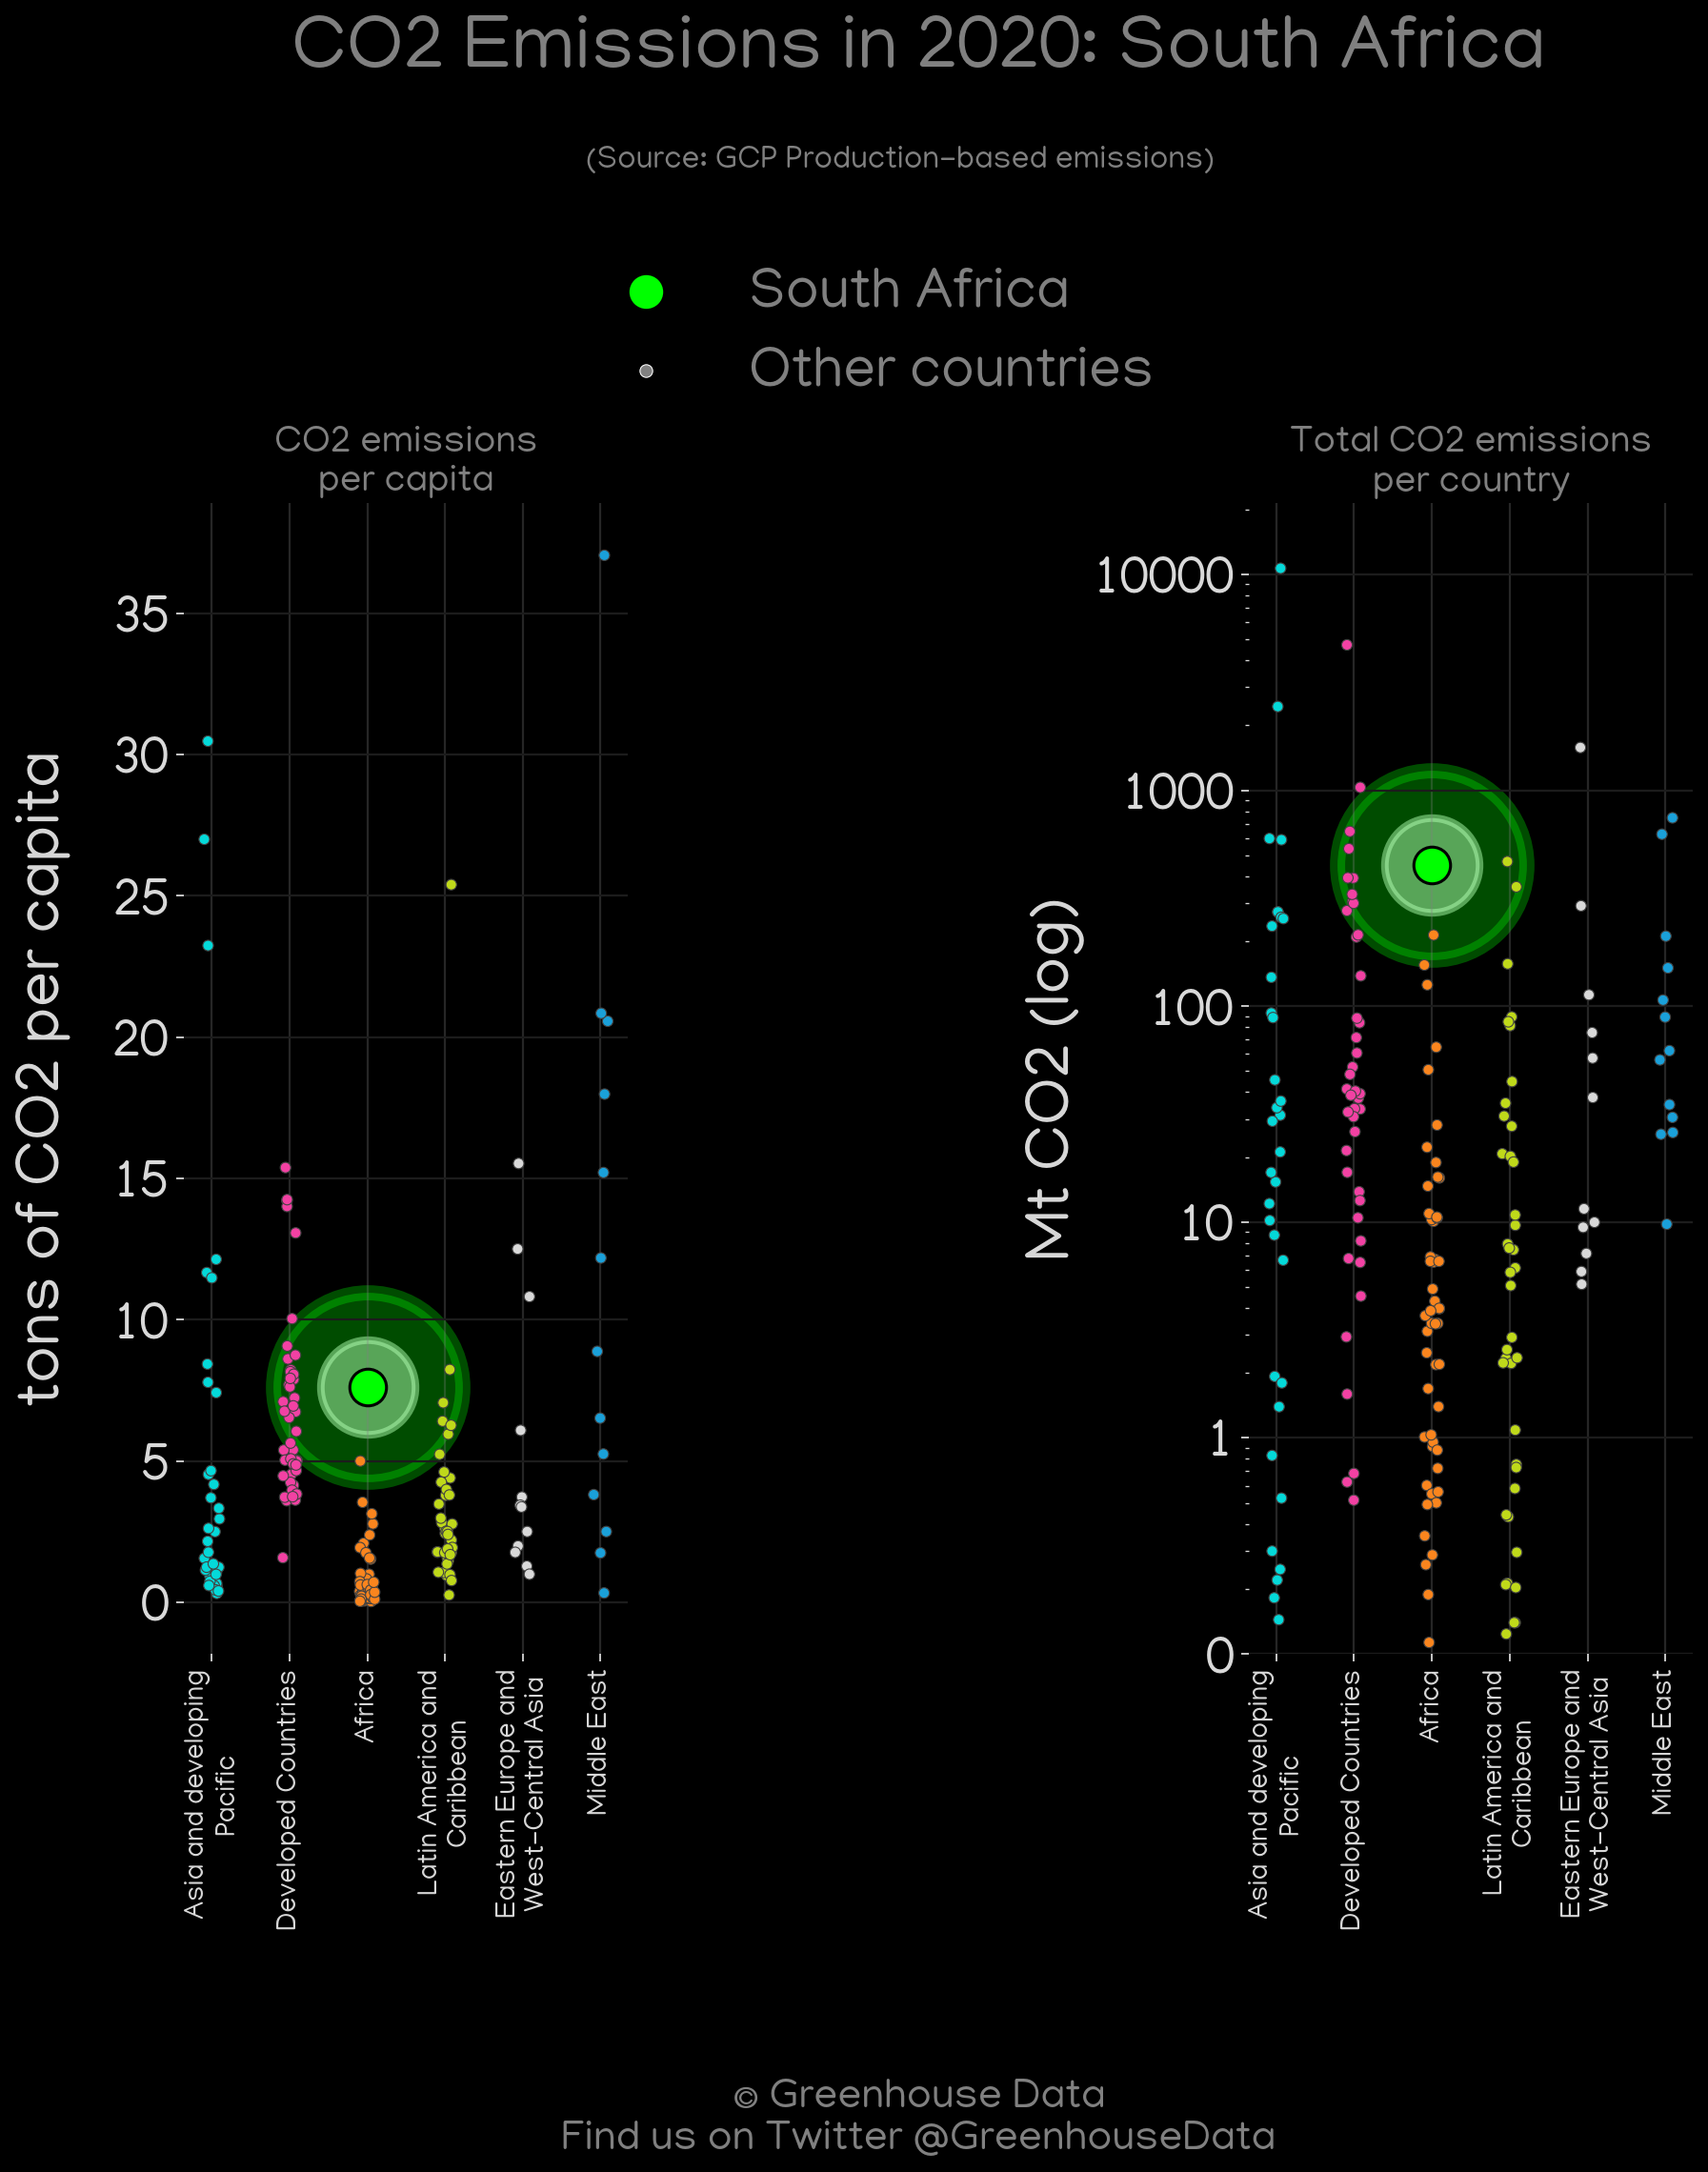 CO2 Emissions in 2020: South Africa
(Source: GCP Production-based emissions)
South Africa
Other countries
CO2 emissions
per capita
tons of CO2 per capita
35
30
25
20
15
10
5
0
Asia and developing
Pacific
Developed Countries
Africa
Latin America and
Caribbean
Eastern Europe and
West-Central Asia
Middle East
Total CO2 emissions
per country
Mt CO2 (log)
10000
1000
100
10
1
0
Asia and developing
Pacific
Developed Countries
Africa
Latin America and
Caribbean
Eastern Europe and
West-Central Asia
Middle East
© Greenhouse Data
Find us on Twitter @GreenhouseData